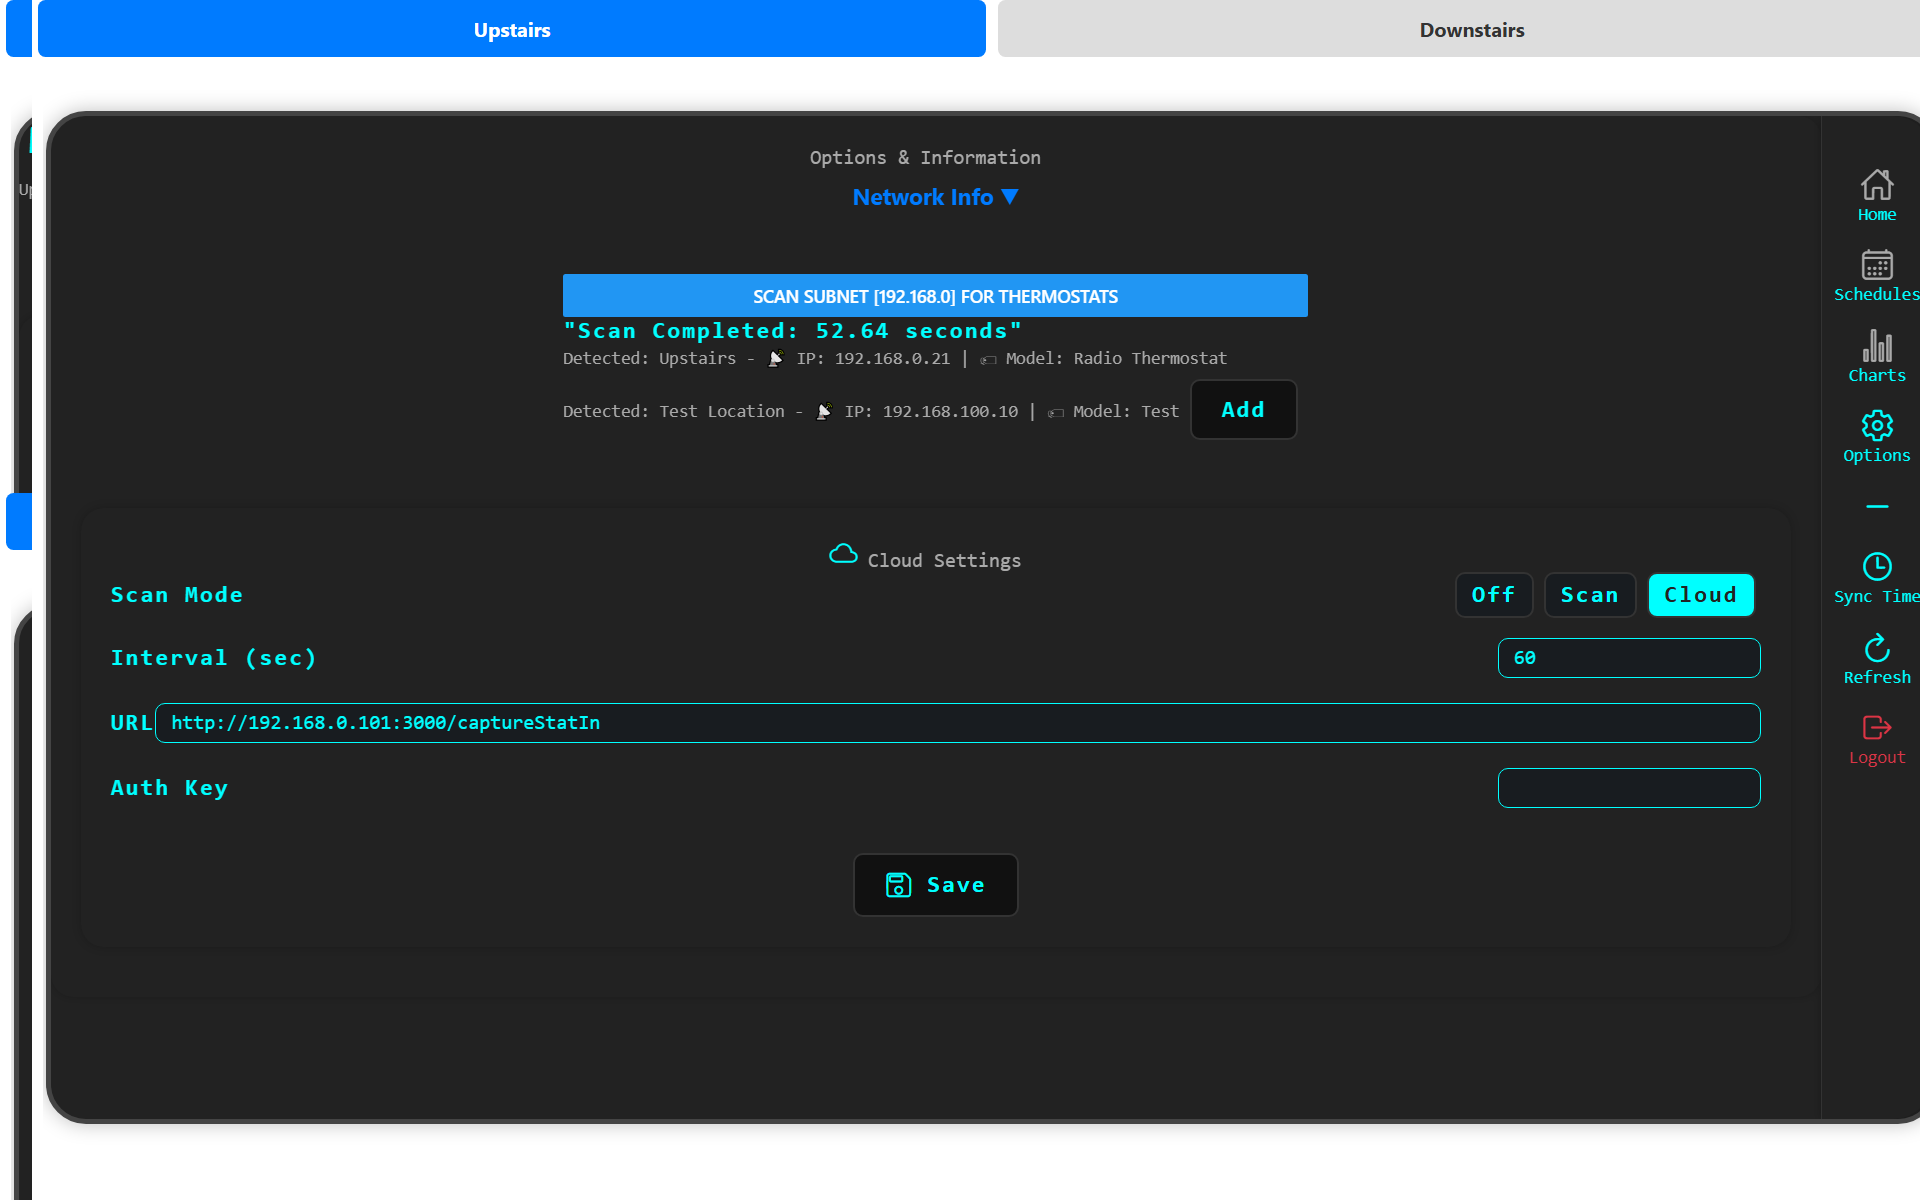 Upstairs
Downstairs
Up
Options & Information
Network Info ▼
SCAN SUBNET [192.168.0] FOR THERMOSTATS
"Scan Completed: 52.64 seconds"
Detected: Upstairs - 📡 IP: 192.168.0.21 | 🏷 Model: Radio Thermostat
Detected: Test Location - 📡 IP: 192.168.100.10 | 🏷 Model: Test Add
Cloud Settings
Scan Mode Off Scan Cloud
Interval (sec) 60
URL http://192.168.0.101:3000/captureStatIn
Auth Key
Save
Home
Schedules
Charts
Options
Sync Time
Refresh
Logout